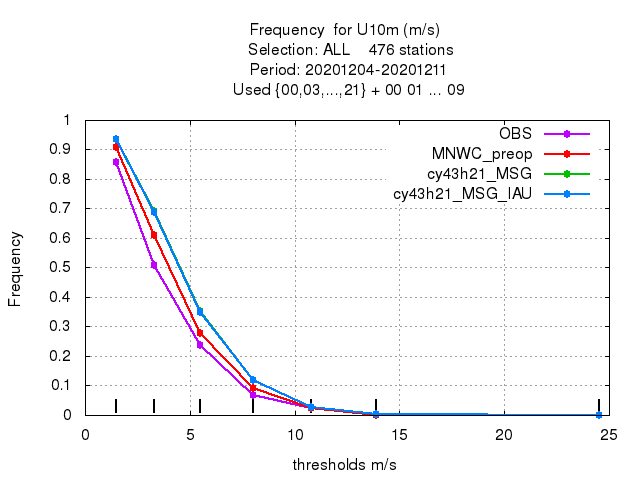 Frequency  for U10m (m/s)
Selection: ALL    476 stations
Period: 20201204-20201211
Used {00,03,...,21} + 00 01 ... 09
OBS
MNWC_preop
cy43h21_MSG
cy43h21_MSG_IAU
1
0.9
0.8
0.7
0.6
0.5
0.4
0.3
0.2
0.1
0
Frequency
0 5 10 15 20 25
thresholds m/s